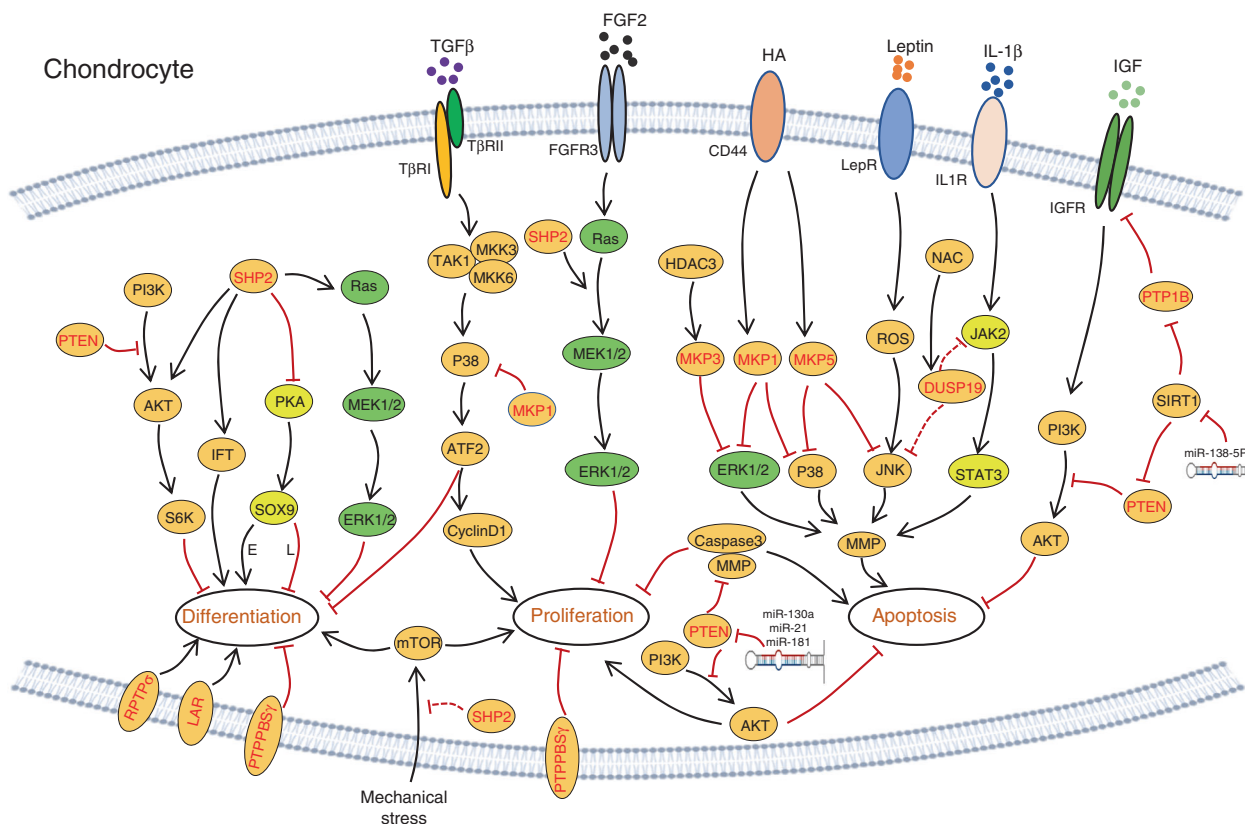 Chondrocyte
TGFβ
FGF2
HA
Leptin
IL-1β
IGF
TβRII
TβRI
FGFR3
CD44
LepR
IL1R
IGFR
SHP2
PI3K
Ras
PTEN
AKT
PKA
MEK1/2
IFT
S6K
SOX9
ERK1/2
E
L
TAK1
MKK3
MKK6
P38
MKP1
ATF2
CyclinD1
SHP2
Ras
MEK1/2
ERK1/2
HDAC3
NAC
MKP3
MKP1
MKP5
ROS
JAK2
DUSP19
ERK1/2
P38
JNK
STAT3
MMP
PTP1B
SIRT1
miR-138-5P
PI3K
PTEN
AKT
Caspase3
MMP
Differentiation
Proliferation
Apoptosis
mTOR
PTEN
miR-130a
miR-21
miR-181
PI3K
AKT
SHP2
RPTPσ
LAR
PTPPBSγ
PTPPBSγ
Mechanical
stress